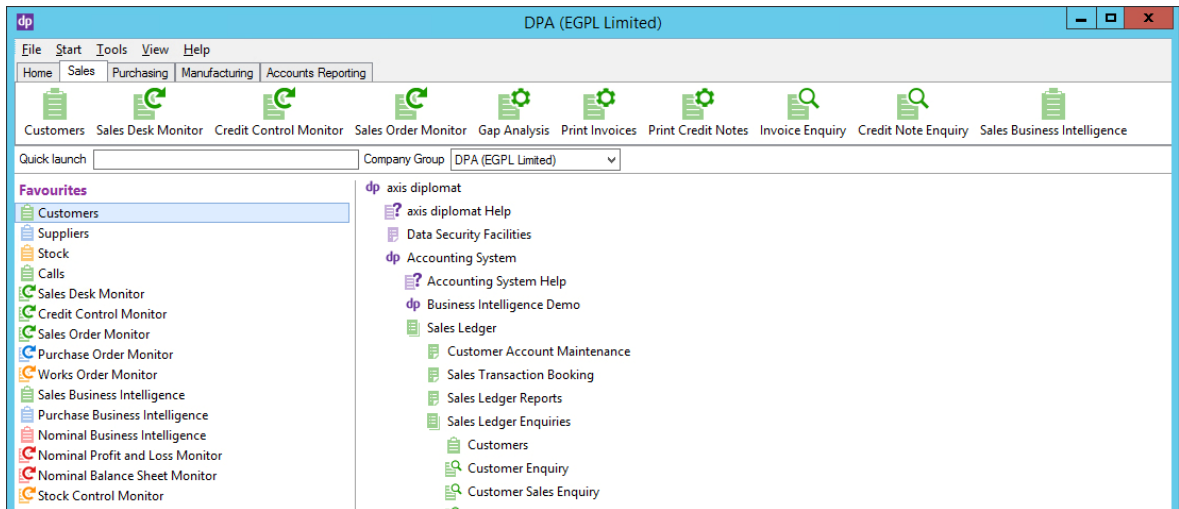 dp DPA (EGPL Limited) x
File Start Tools View Help
Home Sales Purchasing Manufacturing Accounts Reporting
Customers Sales Desk Monitor Credit Control Monitor Sales Order Monitor Gap Analysis Print Invoices Print Credit Notes Invoice Enquiry Credit Note Enquiry Sales Business Intelligence
Quick launch Company Group DPA (EGPL Limited)
Favourites
Customers
Suppliers
Stock
Calls
Sales Desk Monitor
Credit Control Monitor
Sales Order Monitor
Purchase Order Monitor
Works Order Monitor
Sales Business Intelligence
Purchase Business Intelligence
Nominal Business Intelligence
Nominal Profit and Loss Monitor
Nominal Balance Sheet Monitor
Stock Control Monitor
dp axis diplomat
? axis diplomat Help
Data Security Facilities
dp Accounting System
? Accounting System Help
dp Business Intelligence Demo
Sales Ledger
Customer Account Maintenance
Sales Transaction Booking
Sales Ledger Reports
Sales Ledger Enquiries
Customers
Customer Enquiry
Customer Sales Enquiry